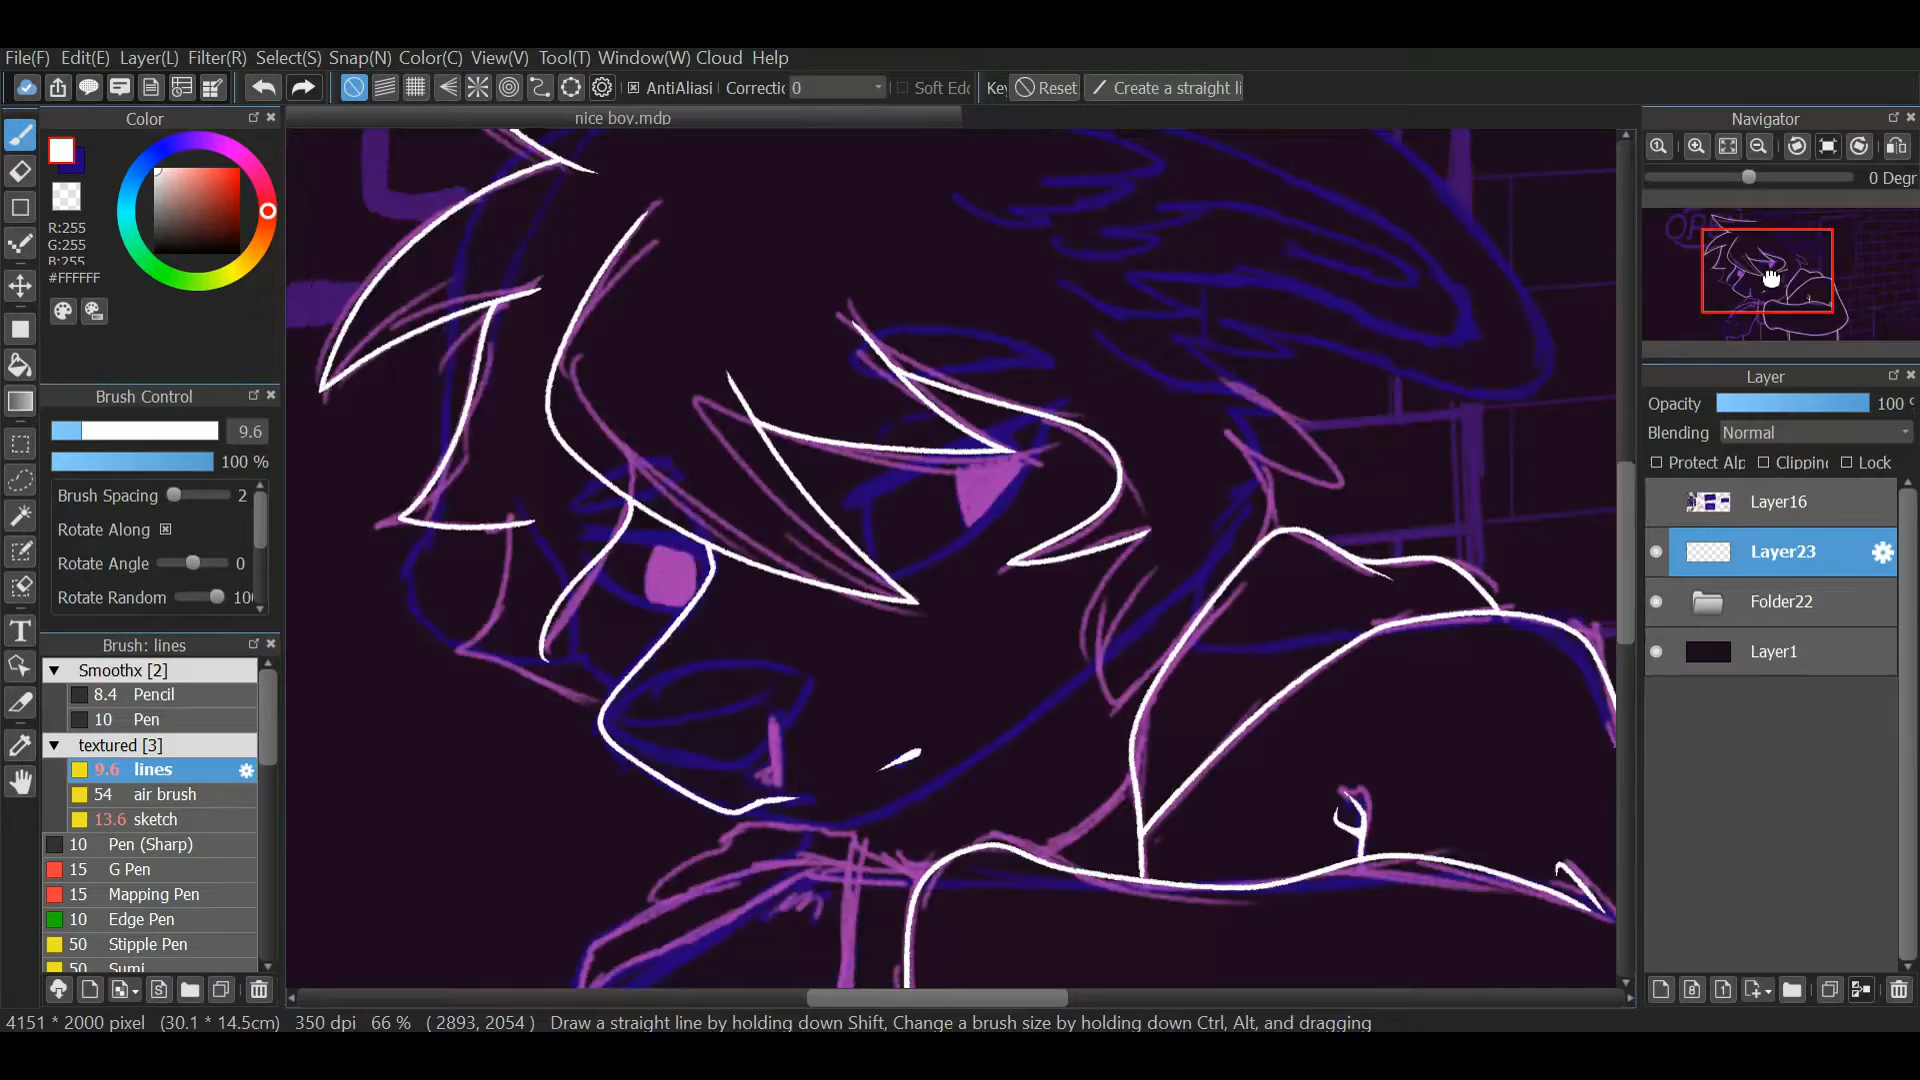 File(F) Edit(E) Layer(L) Filter(R) Select(S) Snap(N) Color(C) View(V) Tool(T) Window(W) Cloud Help
AntiAliasi Correctic 0 Soft Edg Key Reset Create a straight li
Color
nice boy.mdp
Navigator
R:255
G:255
B:255
#FFFFFF
0 Degr
Brush Control
9.6
100 %
Brush Spacing 2
Rotate Along
Rotate Angle 0
Rotate Random 100
Layer
Opacity 100
Blending Normal
Protect Alp Clippin Lock
Layer16
Layer23
Folder22
Layer1
Brush: lines
Smoothx [2]
8.4 Pencil
10 Pen
textured [3]
9.6 lines
54 air brush
13.6 sketch
10 Pen (Sharp)
15 G Pen
15 Mapping Pen
10 Edge Pen
50 Stipple Pen
50 Sumi
4151 * 2000 pixel (30.1 * 14.5cm) 350 dpi 66 % ( 2893, 2054 ) Draw a straight line by holding down Shift, Change a brush size by holding down Ctrl, Alt, and dragging